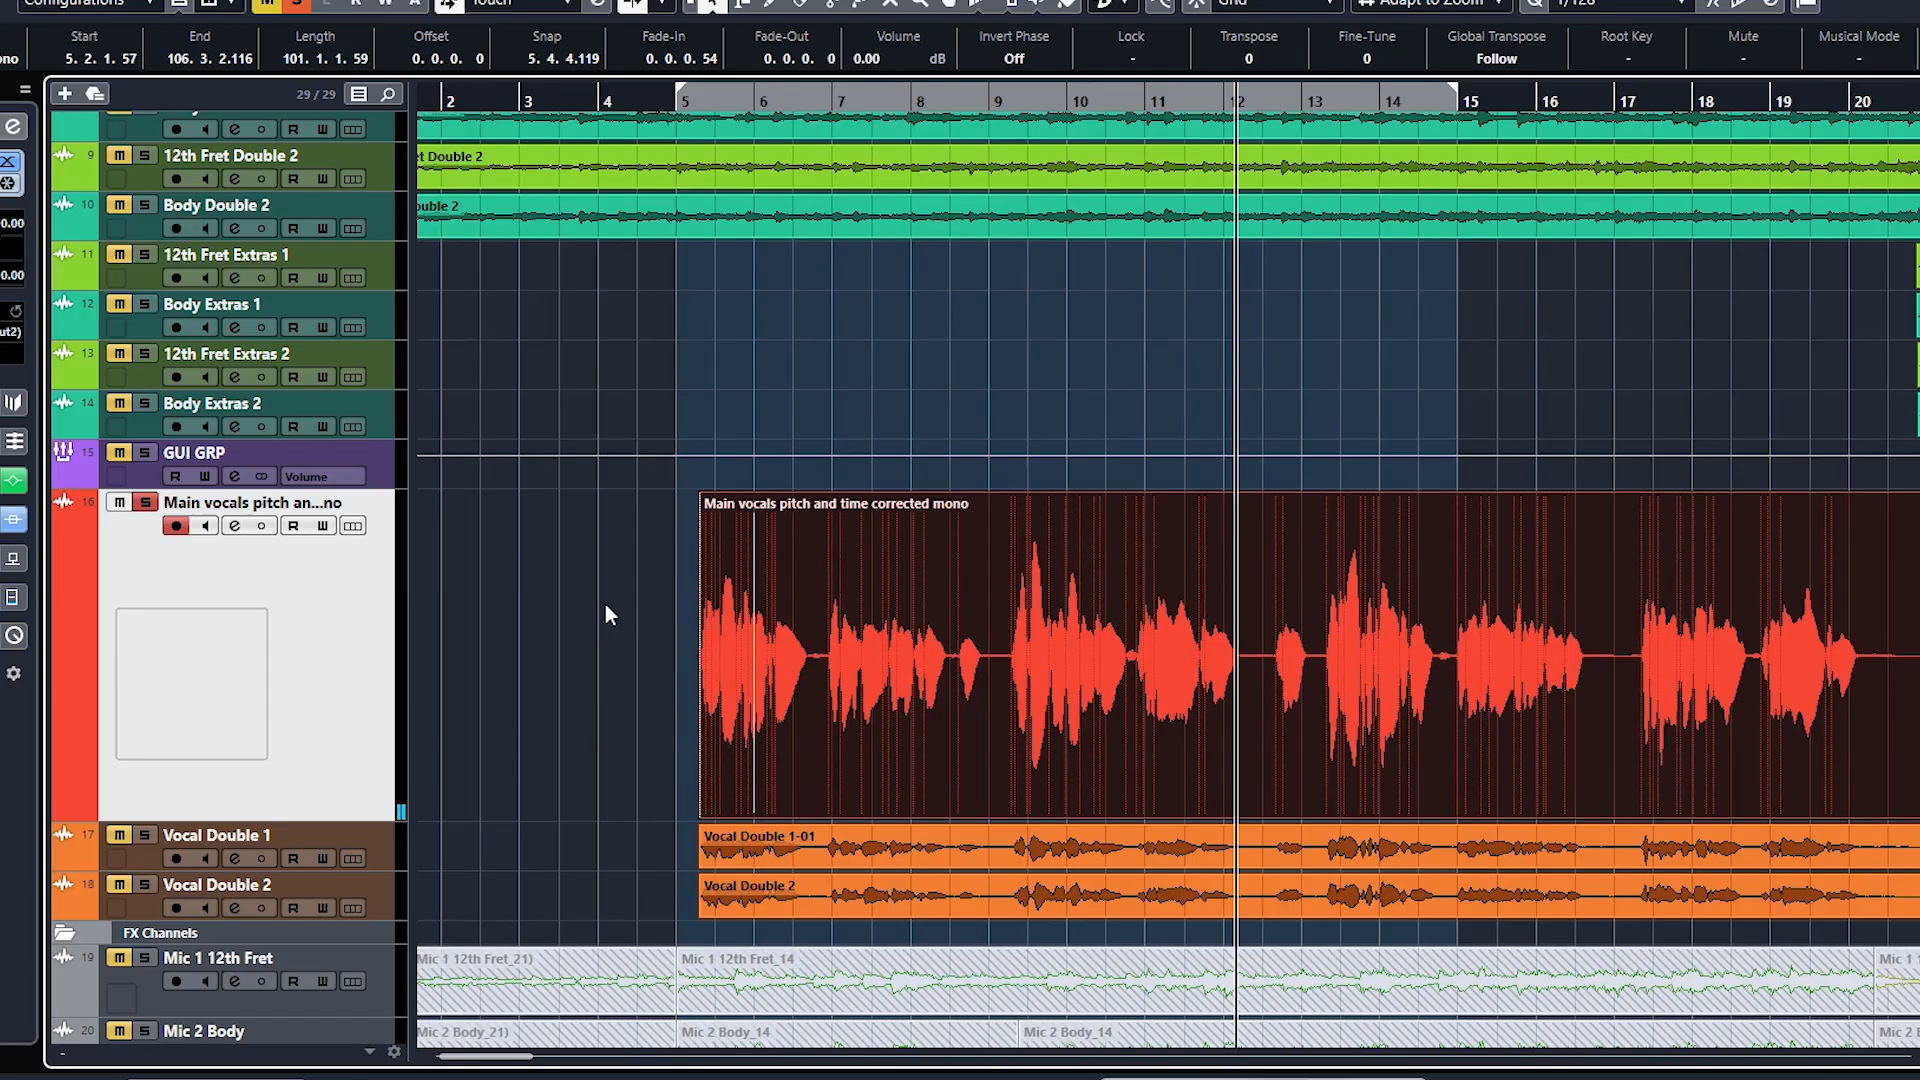 Configurations M S L R W A Touch Grid Adapt to Zoom 1/128
Start End Length Offset Snap Fade-In Fade-Out Volume Invert Phase Lock Transpose Fine-Tune Global Transpose Root Key Mute Musical Mode
ono 5. 2. 1. 57 106. 3. 2.116 101. 1. 1. 59 0. 0. 0. 0 5. 4. 4.119 0. 0. 0. 54 0. 0. 0. 0 0.00 dB Off - 0 0 Follow - - -
29 / 29
2 3 4 5 6 7 8 9 10 11 12 13 14 15 16 17 18 19 20
R W
9 m S 12th Fret Double 2
et Double 2
R W
10 m S Body Double 2
ouble 2
0.00
R W
11 m S 12th Fret Extras 1
0.00
R W
12 m S Body Extras 1
R W
ut2)
13 m S 12th Fret Extras 2
R W
14 m S Body Extras 2
R W
15 m S GUI GRP
R W Volume
16 m S Main vocals pitch an...no
Main vocals pitch and time corrected mono
R W
17 m S Vocal Double 1
Vocal Double 1-01
R W
18 m S Vocal Double 2
Vocal Double 2
R W
FX Channels
19 m S Mic 1 12th Fret
Mic 1 12th Fret_21) Mic 1 12th Fret_14 Mic 1
R W
20 m S Mic 2 Body
Mic 2 Body_21) Mic 2 Body_14 Mic 2 Body_14 Mic 2 B